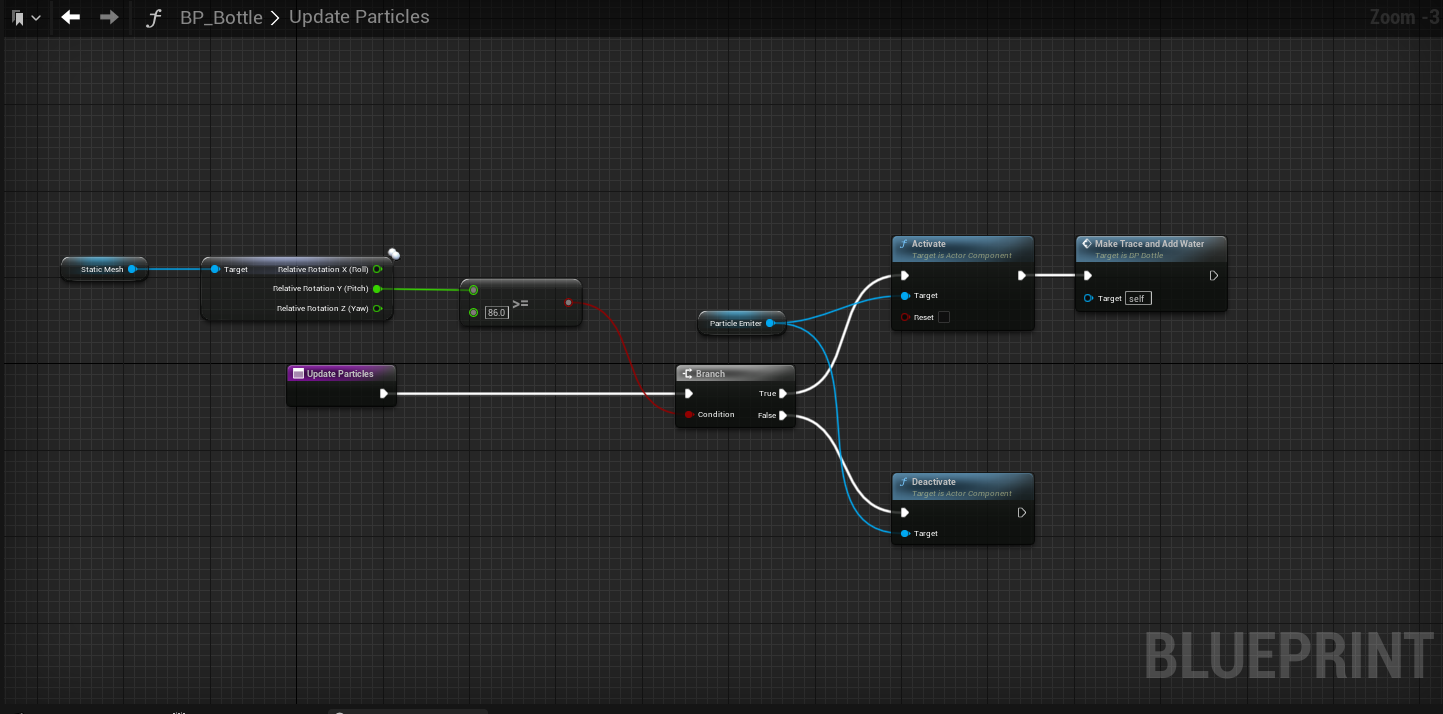 BP_Bottle > Update Particles
Zoom -3
Static Mesh
Target
Relative Rotation X (Roll)
Relative Rotation Y (Pitch)
Relative Rotation Z (Yaw)
86.0
>=
Update Particles
Particle Emiter
Branch
True
Condition
False
Activate
Target is Actor Component
Target
Reset
Make Trace and Add Water
Target is BP Bottle
Target self
Deactivate
Target is Actor Component
Target
BLUEPRINT